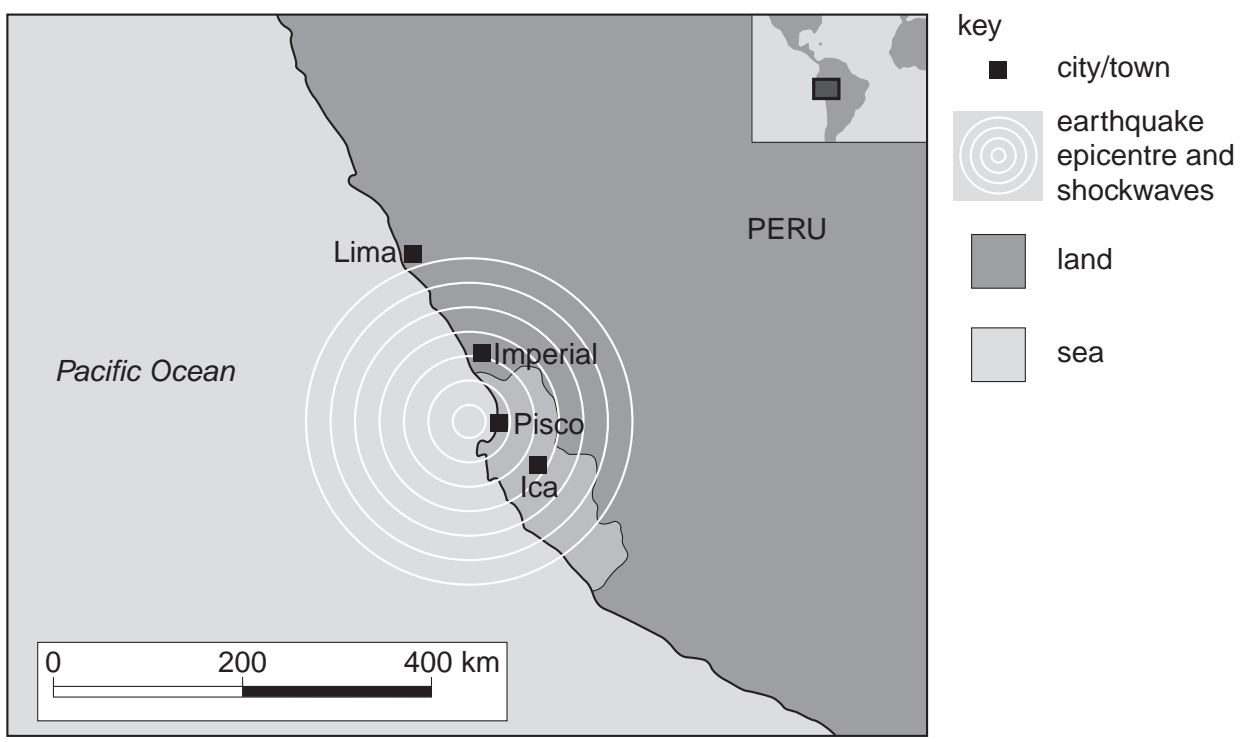 key
city/town
earthquake
epicentre and
shockwaves
land
sea
PERU
Lima
Imperial
Pacific Ocean
Pisco
Ica
0 200 400 km